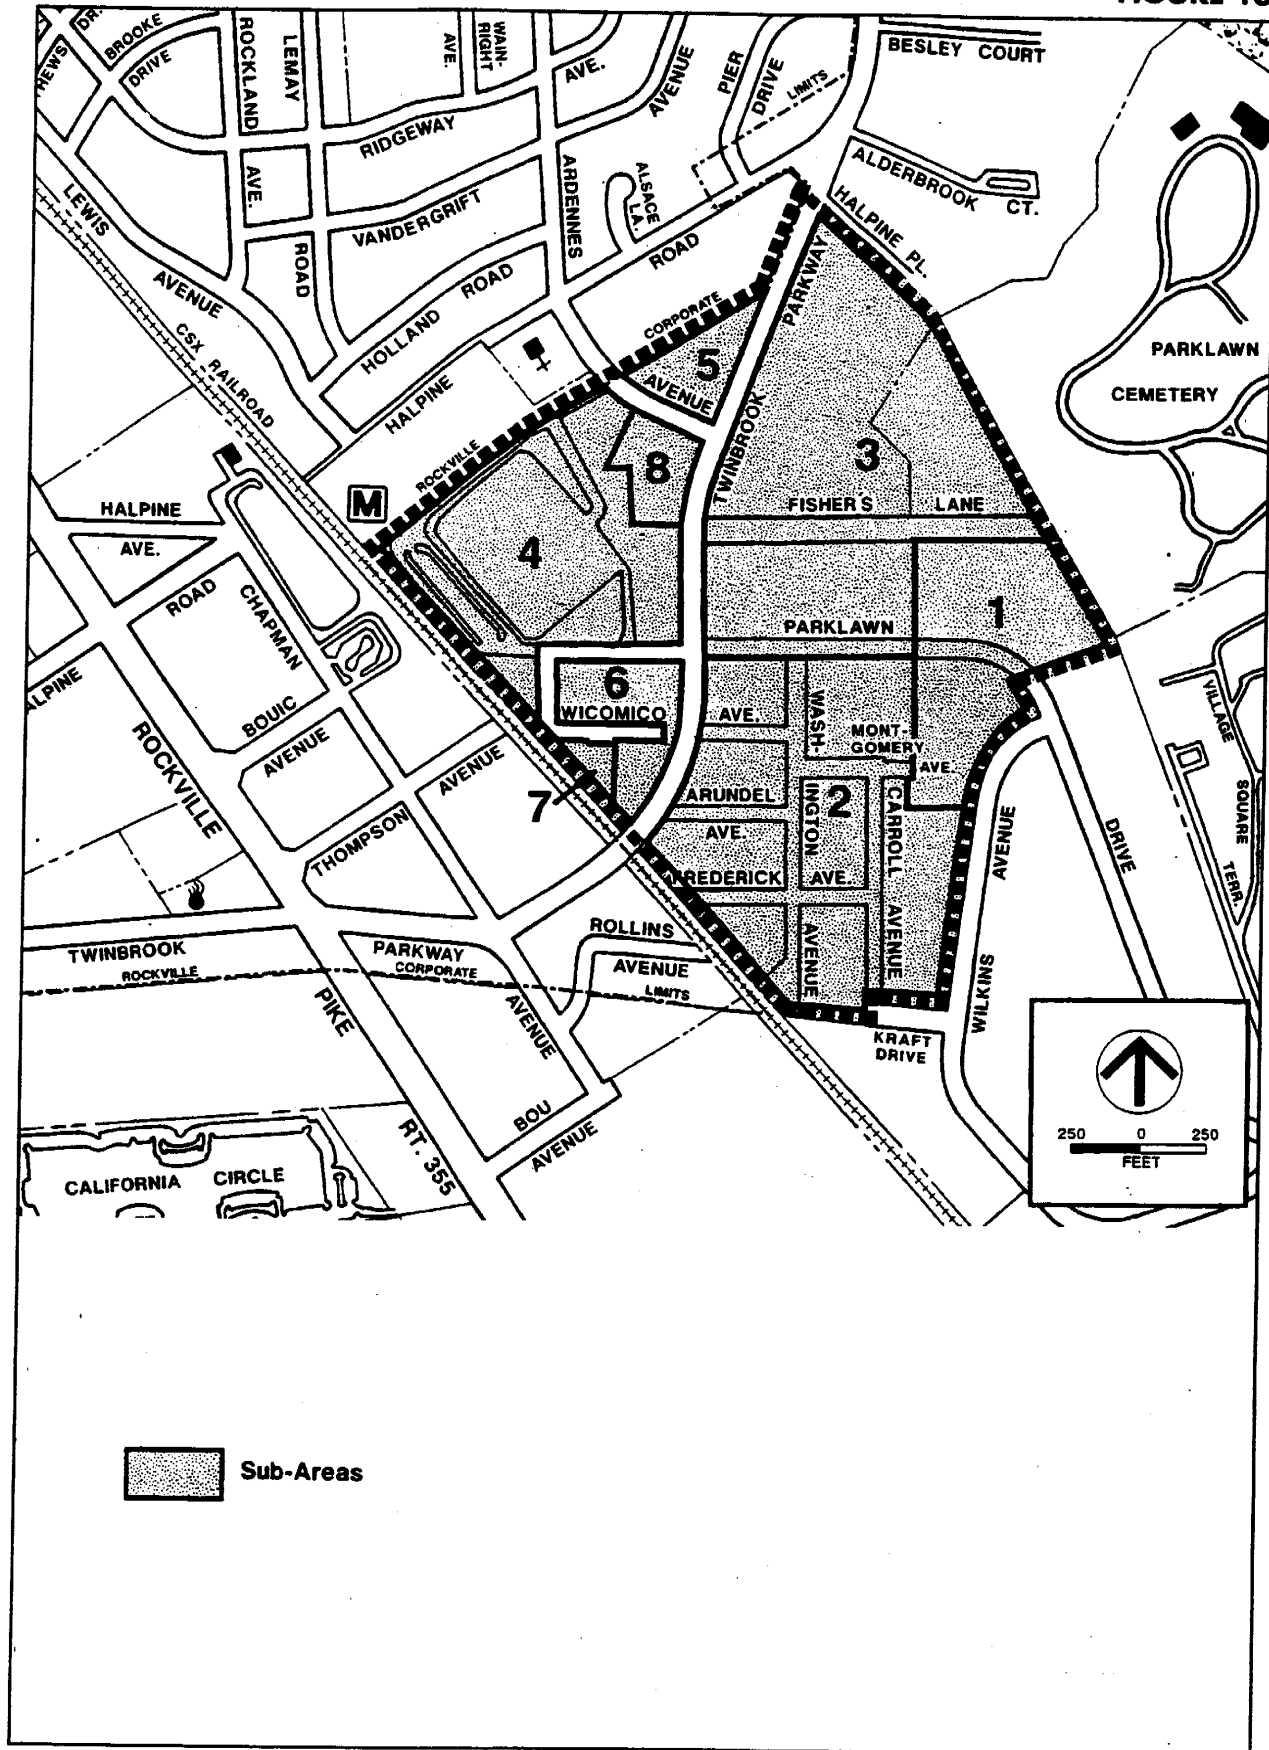 BESLEY COURT
DR.
BROOKE
DRIVE
ROCKLAND
AVE.
LEMAY
ROAD
AVE.
WAIN-
RIGHT
AVE.
AVENUE
PIER
DRIVE
LIMITS
RIDGEWAY
VANDERGRIFT
ARDENNES
ALSACE
LA.
ALDERBROOK
CT.
HALPINE PL.
LEWIS
AVENUE
CSX RAILROAD
HOLLAND
ROAD
HALPINE
ROAD
CORPORATE
ROCKVILLE
PARKWAY
TWINBROOK
PARKLAWN
CEMETERY
5
AVENUE
8
3
FISHER'S LANE
M
4
HALPINE
AVE.
ROAD
CHAPMAN
BOUIC
AVENUE
ALPINE
ROCKVILLE
PIKE
PARKLAWN
1
6
WICOMICO
AVE.
WASH-
INGTON
AVENUE
MONT-
GOMERY
AVE.
VILLAGE
SQUARE
TERR.
7
ARUNDEL
AVE.
2
CARROLL AVENUE
FREDERICK AVE.
AVENUE
THOMPSON
AVENUE
DRIVE
WILKINS
ROLLINS
AVENUE
TWINBROOK
PARKWAY
ROCKVILLE
CORPORATE
LIMITS
AVENUE
KRAFT
DRIVE
BOU
AVENUE
RT. 355
CALIFORNIA CIRCLE
250 0 250
FEET
Sub-Areas